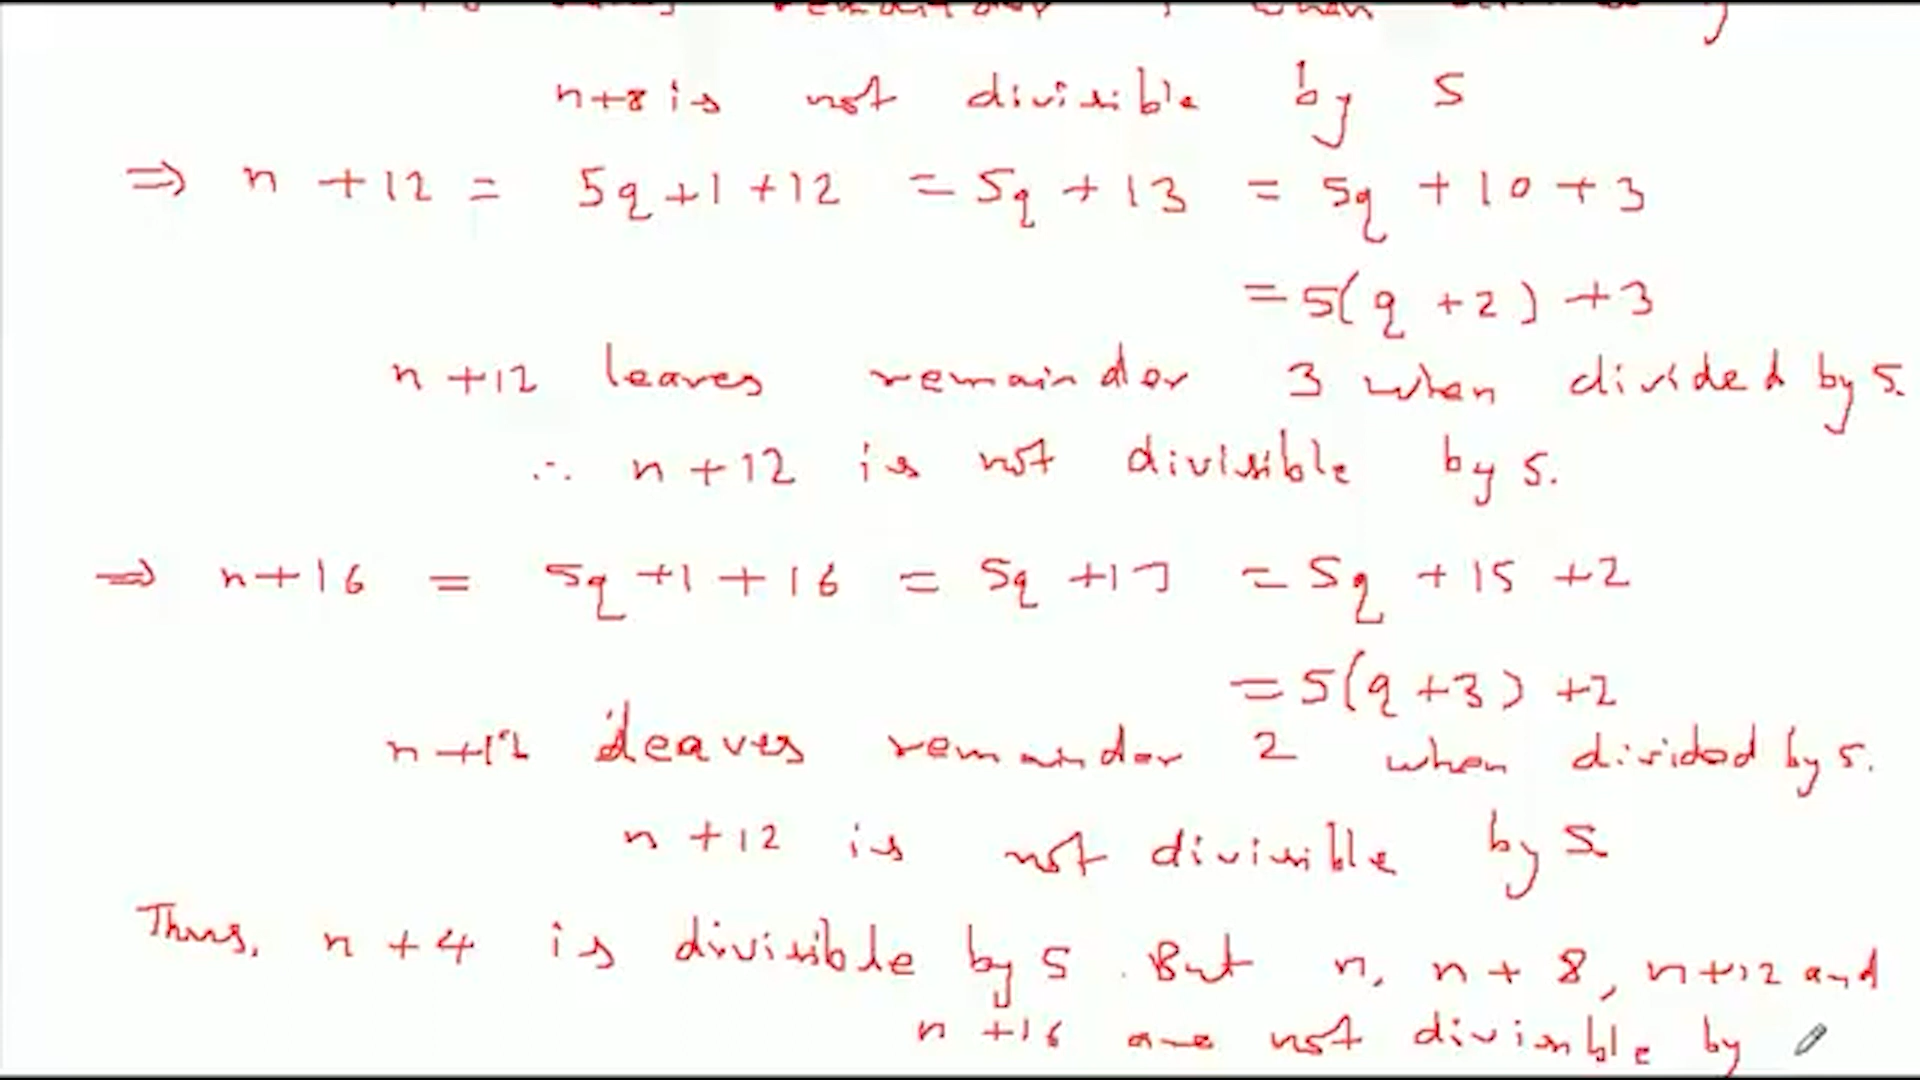 remainder 1 when
n+8 is not divisible by 5
⇒ n +12 = 5q+1+12 = 5q + 13 = 5q + 10 + 3
= 5(q +2) +3
n +12 leaves remainder 3 when divided by 5.
∴ n +12 is not divisible by 5.
⇒ n+16 = 5q +1 + 16 = 5q +17 = 5q + 15 +2
= 5(q +3) +2
n +12 leaves remainder 2 when divided by 5.
n +12 is not divisible by 5
Thus, n +4 is divisible by 5. But n, n + 8, n+12 and
n +16 are not divisible by